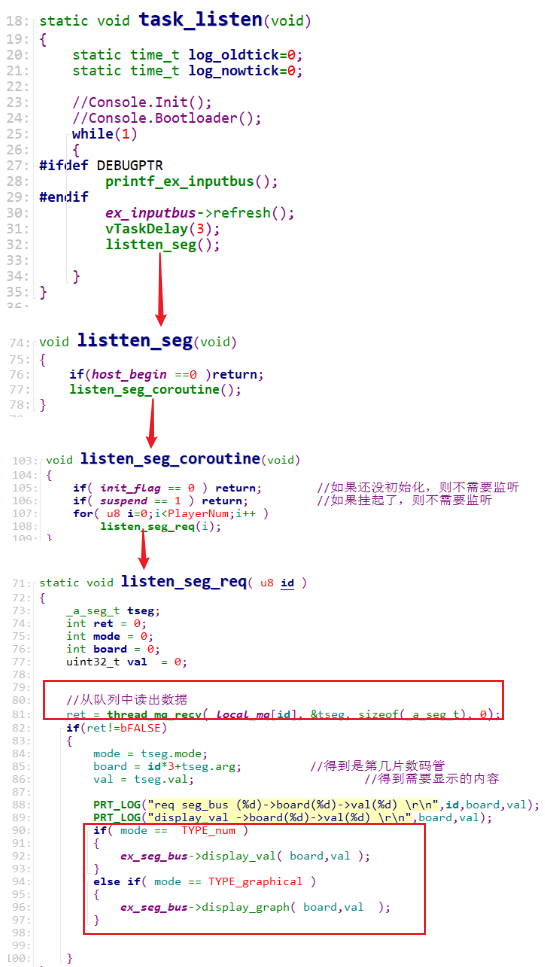 18: static void task_listen(void)
19: {
20: static time_t log_oldtick=0;
21: static time_t log_nowtick=0;
22:
23: //Console.Init();
24: //Console.Bootloader();
25: while(1)
26: {
27: #ifdef DEBUGPTR
28: printf_ex_inputbus();
29: #endif
30: ex_inputbus->refresh();
31: vTaskDelay(3);
32: listten_seg();
33:
34: }
35: }
74: void listten_seg(void)
75: {
76: if(host_begin ==0 )return;
77: listen_seg_coroutine();
78: }
103: void listen_seg_coroutine(void)
104: {
105: if( init_flag == 0 ) return; //如果还没初始化，则不需要监听
106: if( suspend == 1 ) return; //如果挂起了，则不需要监听
107: for( u8 i=0;i<PlayerNum;i++ )
108: listen_seg_req(i);
109: }
71: static void listen_seg_req( u8 id )
72: {
73: _a_seg_t tseg;
74: int ret = 0;
75: int mode = 0;
76: int board = 0;
77: uint32_t val = 0;
78:
79:
80: //从队列中读出数据
81: ret = thread_mq_recv( local_mq[id], &tseg, sizeof(_a_seg_t), 0);
82: if(ret!=bFALSE)
83: {
84: mode = tseg.mode;
85: board = id*3+tseg.arg; //得到是第几片数码管
86: val = tseg.val; //得到需要显示的内容
87:
88: PRT_LOG("req seg_bus (%d)->board(%d)->val(%d) \r\n",id,board,val);
89: PRT_LOG("display_val ->board(%d)->val(%d) \r\n",board,val);
90: if( mode == TYPE_num )
91: {
92: ex_seg_bus->display_val( board,val );
93: }
94: else if( mode == TYPE_graphical )
95: {
96: ex_seg_bus->display_graph( board,val );
97: }
98:
99:
100: }